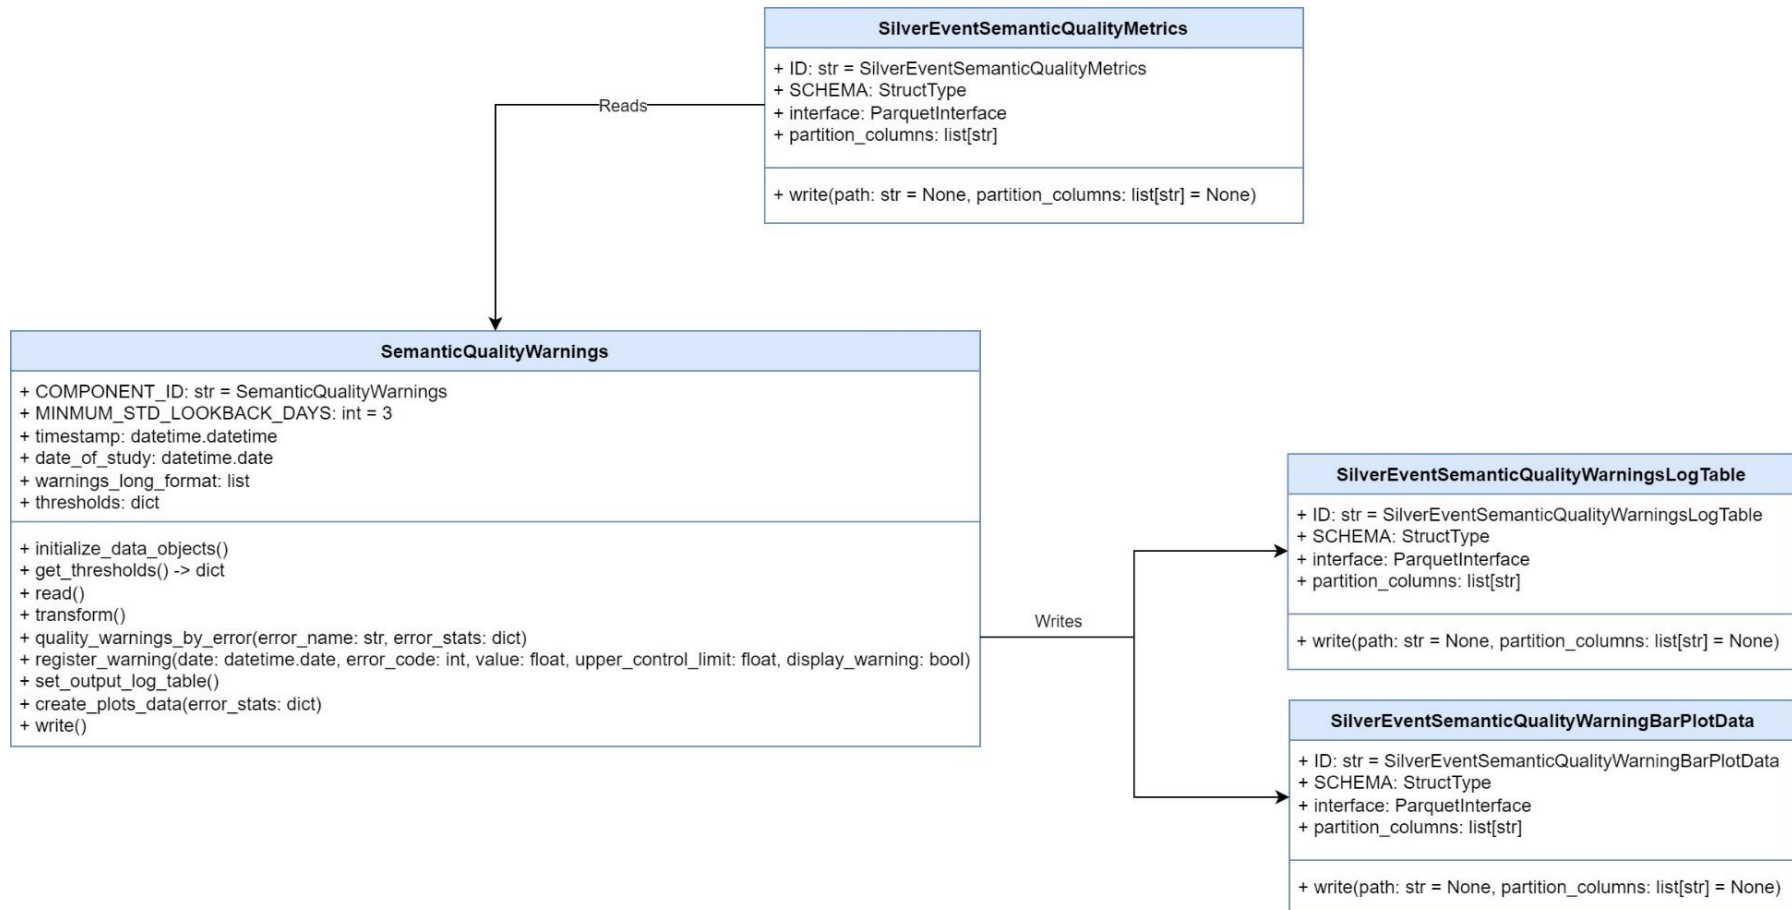 SilverEventSemanticQualityMetrics
+ ID: str = SilverEventSemanticQualityMetrics
+ SCHEMA: StructType
+ interface: ParquetInterface
+ partition_columns: list[str]
+ write(path: str = None, partition_columns: list[str] = None)
Reads
SemanticQualityWarnings
+ COMPONENT_ID: str = SemanticQualityWarnings
+ MINMUM_STD_LOOKBACK_DAYS: int = 3
+ timestamp: datetime.datetime
+ date_of_study: datetime.date
+ warnings_long_format: list
+ thresholds: dict
+ initialize_data_objects()
+ get_thresholds() -> dict
+ read()
+ transform()
+ quality_warnings_by_error(error_name: str, error_stats: dict)
+ register_warning(date: datetime.date, error_code: int, value: float, upper_control_limit: float, display_warning: bool)
+ set_output_log_table()
+ create_plots_data(error_stats: dict)
+ write()
Writes
SilverEventSemanticQualityWarningsLogTable
+ ID: str = SilverEventSemanticQualityWarningsLogTable
+ SCHEMA: StructType
+ interface: ParquetInterface
+ partition_columns: list[str]
+ write(path: str = None, partition_columns: list[str] = None)
SilverEventSemanticQualityWarningBarPlotData
+ ID: str = SilverEventSemanticQualityWarningBarPlotData
+ SCHEMA: StructType
+ interface: ParquetInterface
+ partition_columns: list[str]
+ write(path: str = None, partition_columns: list[str] = None)